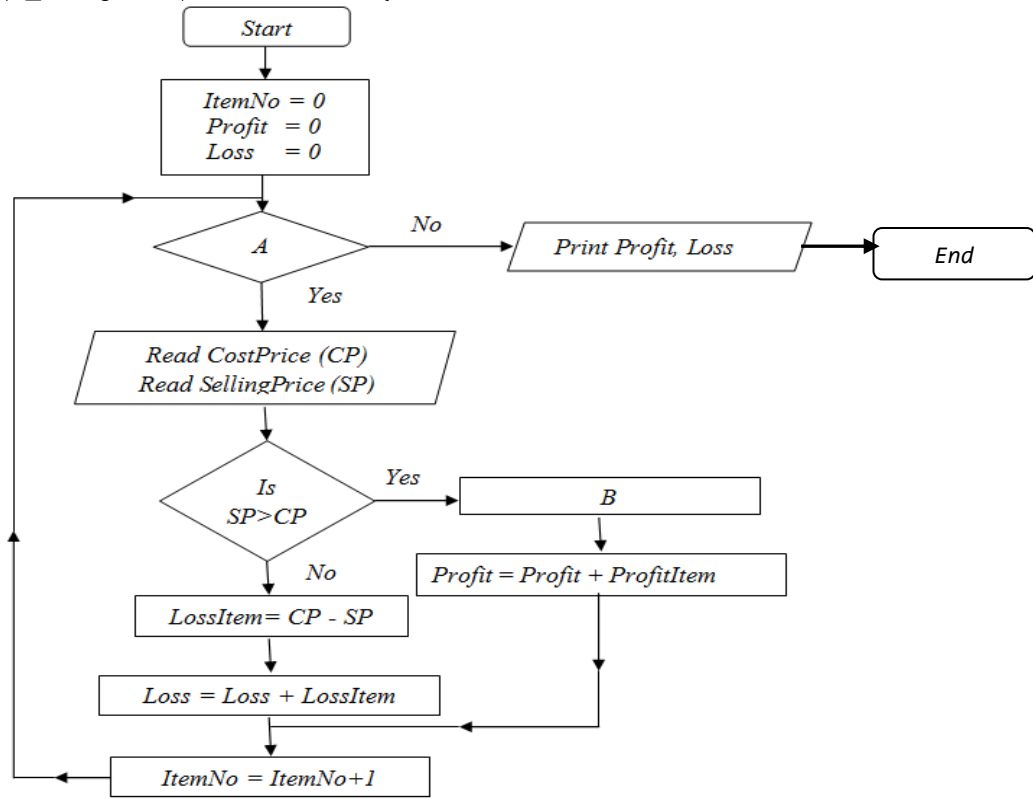 Start
ItemNo = 0
Profit = 0
Loss = 0
A
No
Print Profit, Loss
End
Yes
Read CostPrice (CP)
Read SellingPrice (SP)
Is
SP>CP
Yes
B
No
Profit = Profit + ProfitItem
LossItem= CP - SP
Loss = Loss + LossItem
ItemNo = ItemNo+1